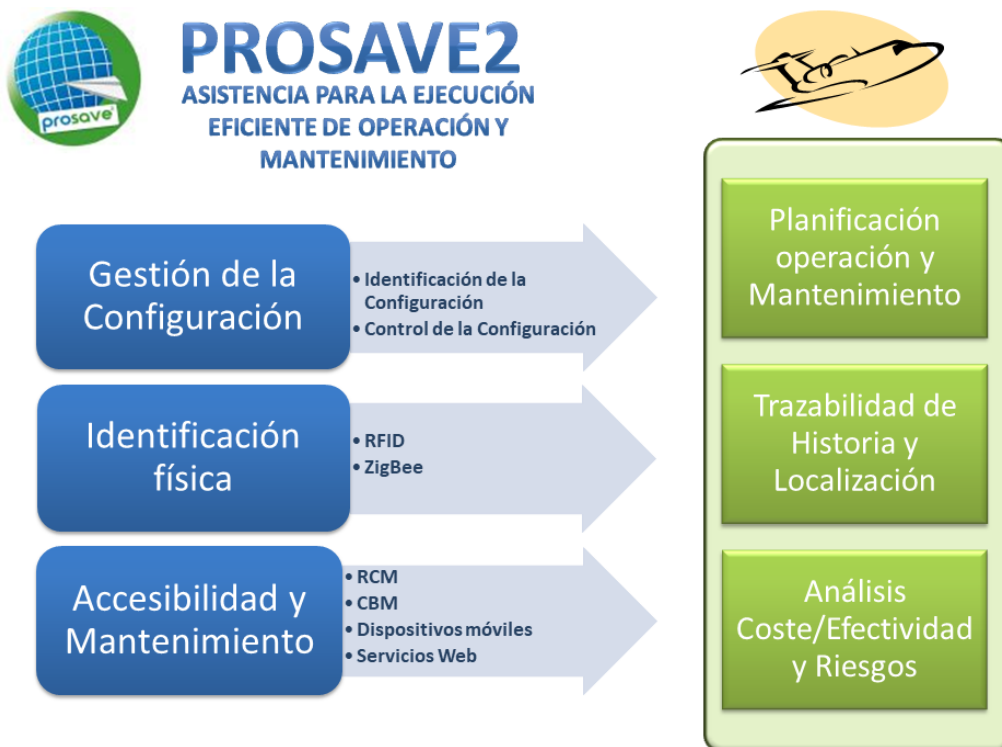 prosave
PROSAVE2
ASISTENCIA PARA LA EJECUCIÓN
EFICIENTE DE OPERACIÓN Y
MANTENIMIENTO
Gestión de la
Configuración
• Identificación de la
Configuración
• Control de la Configuración
Identificación
física
• RFID
• ZigBee
Accesibilidad y
Mantenimiento
• RCM
• CBM
• Dispositivos móviles
• Servicios Web
Planificación
operación y
Mantenimiento
Trazabilidad de
Historia y
Localización
Análisis
Coste/Efectividad
y Riesgos